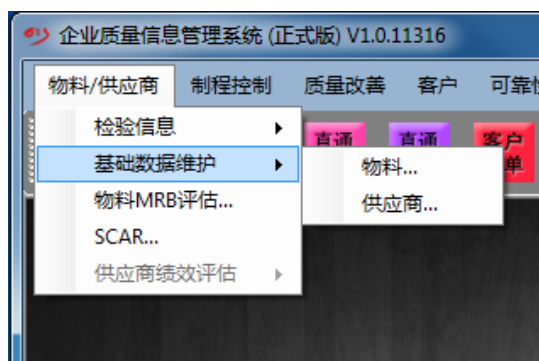 企业质量信息管理系统 (正式版) V1.0.11316
物料/供应商 制程控制 质量改善 客户 可靠
检验信息
直通 直通 客户
基础数据维护
物料...
单
物料MRB评估...
供应商...
SCAR...
供应商绩效评估